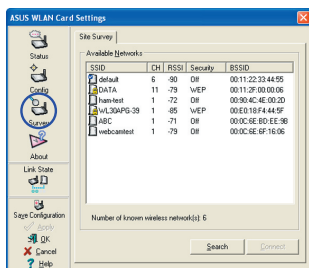 ASUS WLAN Card Settings
Status
Config
Survey
About
Link State
Save Configuration
Apply
OK
Cancel
Help
Site Survey
Available Networks
SSID CH RSSI Security BSSID
default 6 -90 Off 00:11:22:33:44:55
DATA 11 -79 WEP 00:11:2F:00:00:06
ham-test 1 -72 Off 00:90:4C:4E:00:2D
WL30APG-39 1 -85 WEP 00:E0:18:F4:44:5F
ABC 1 -71 Off 00:0C:6E:BD:EE:9B
webcamtest 1 -79 Off 00:0C:6E:6F:16:06
Number of known wireless network(s): 6
Search Connect